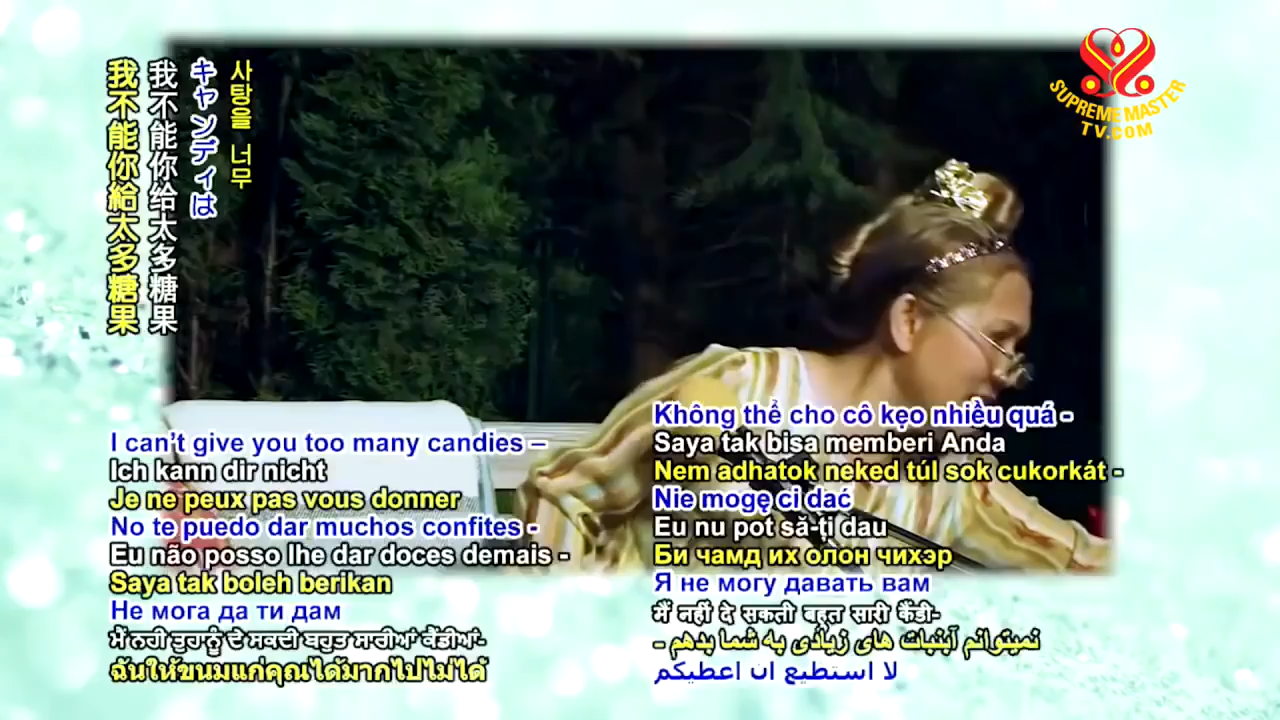 我不能你給太多糖果
我不能你给太多糖果
キャンディは
사탕을 너무
SUPREME MASTER
TV.COM
I can't give you too many candies –
Ich kann dir nicht
Je ne peux pas vous donner
No te puedo dar muchos confites -
Eu não posso lhe dar doces demais -
Saya tak boleh berikan
Не мога да ти дам
ਮੈਂ ਨਹੀ ਤੁਹਾਨੂੰ ਦੇ ਸਕਦੀ ਬਹੁਤ ਸਾਰੀਆਂ ਕੈਂਡੀਆਂ-
ฉันให้ขนมแก่คุณได้มากไปไม่ได้
Không thể cho cô kẹo nhiều quá -
Saya tak bisa memberi Anda
Nem adhatok neked túl sok cukorkát -
Nie mogę ci dać
Eu nu pot să-ți dau
Би чамд их олон чихэр
Я не могу давать вам
मैं नहीं दे सकती बहुत सारी कैंडी-
نمیتوانم آبنبات های زیادی به شما بدهم -
لا استطيع ان اعطيكم